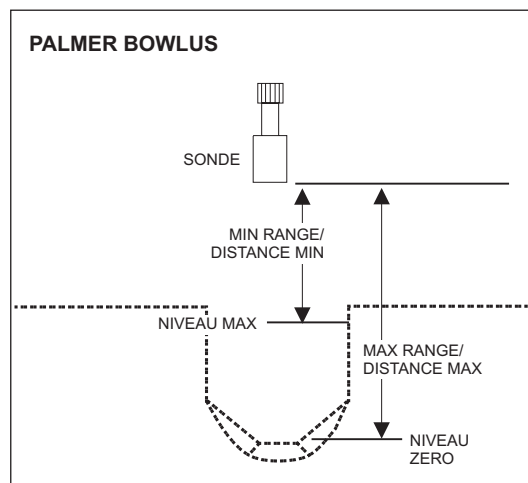 PALMER BOWLUS
SONDE
MIN RANGE/
DISTANCE MIN
NIVEAU MAX
MAX RANGE/
DISTANCE MAX
NIVEAU
ZERO